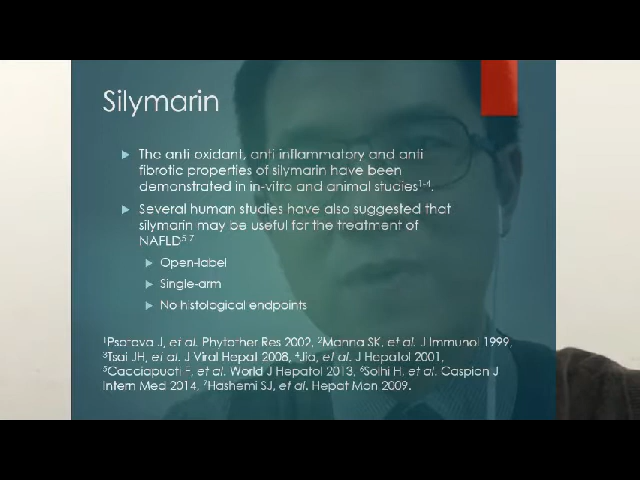 Silymarin
The anti oxidant, anti inflammatory and anti
fibrotic properties of silymarin have been
demonstrated in in-vitro and animal studies¹⁻⁴.
Several human studies have also suggested that
silymarin may be useful for the treatment of
NAFLD⁵⁻⁷
Open-label
Single-arm
No histological endpoints
¹Psotova J, et al. Phytother Res 2002, ²Manna SK, et al. J Immunol 1999,
³Tsai JH, et al. J Viral Hepat 2008, ⁴Jia, et al. J Hepatol 2001,
⁵Cacciapuoti F, et al. World J Hepatol 2013, ⁶Solhi H, et al. Caspian J
Intern Med 2014, ⁷Hashemi SJ, et al. Hepat Mon 2009.